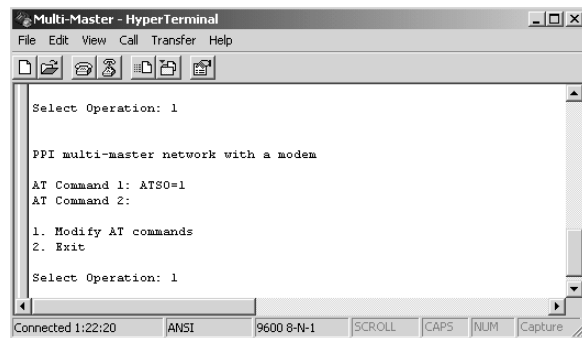 Multi-Master - HyperTerminal
File Edit View Call Transfer Help
Select Operation: 1
PPI multi-master network with a modem
AT Command 1: ATS0=1
AT Command 2:
1. Modify AT commands
2. Exit
Select Operation: 1
Connected 1:22:20 ANSI 9600 8-N-1 SCROLL CAPS NUM Capture